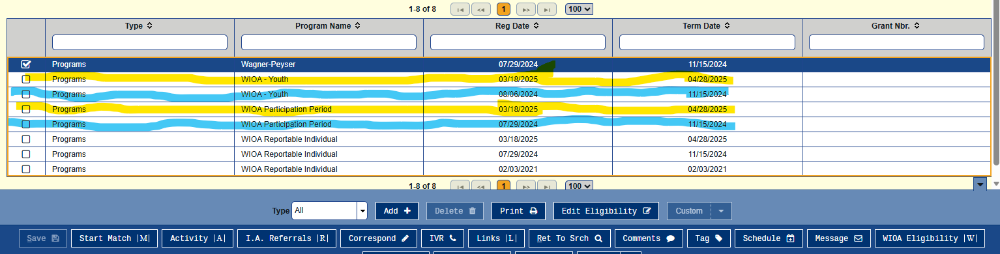 1-8 of 8 1 100
Type Program Name Reg Date Term Date Grant Nbr.
Programs Wagner-Peyser 07/29/2024 11/15/2024
Programs WIOA - Youth 03/18/2025 04/28/2025
Programs WIOA - Youth 08/06/2024 11/15/2024
Programs WIOA Participation Period 03/18/2025 04/28/2025
Programs WIOA Participation Period 07/29/2024 11/15/2024
Programs WIOA Reportable Individual 03/18/2025 04/28/2025
Programs WIOA Reportable Individual 07/29/2024 11/15/2024
Programs WIOA Reportable Individual 02/03/2021 02/03/2021
1-8 of 8 1 100
Type All Add Delete Print Edit Eligibility Custom
Save Start Match |M| Activity |A| I.A. Referrals |R| Correspond IVR Links |L| Ret To Srch Comments Tag Schedule Message WIOA Eligibility |W|